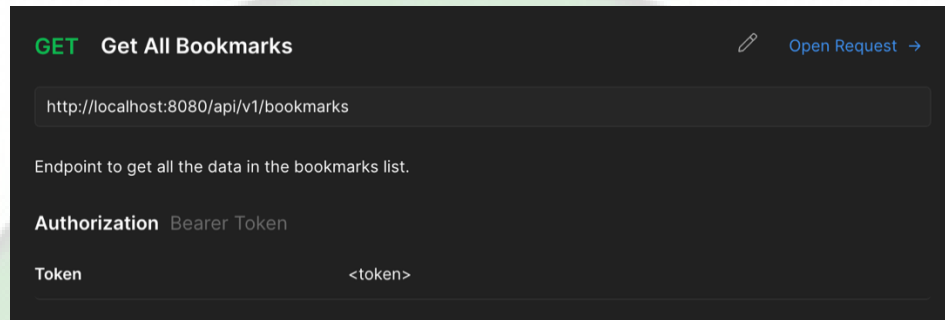 GET Get All Bookmarks Open Request →
http://localhost:8080/api/v1/bookmarks
Endpoint to get all the data in the bookmarks list.
Authorization Bearer Token
Token <token>